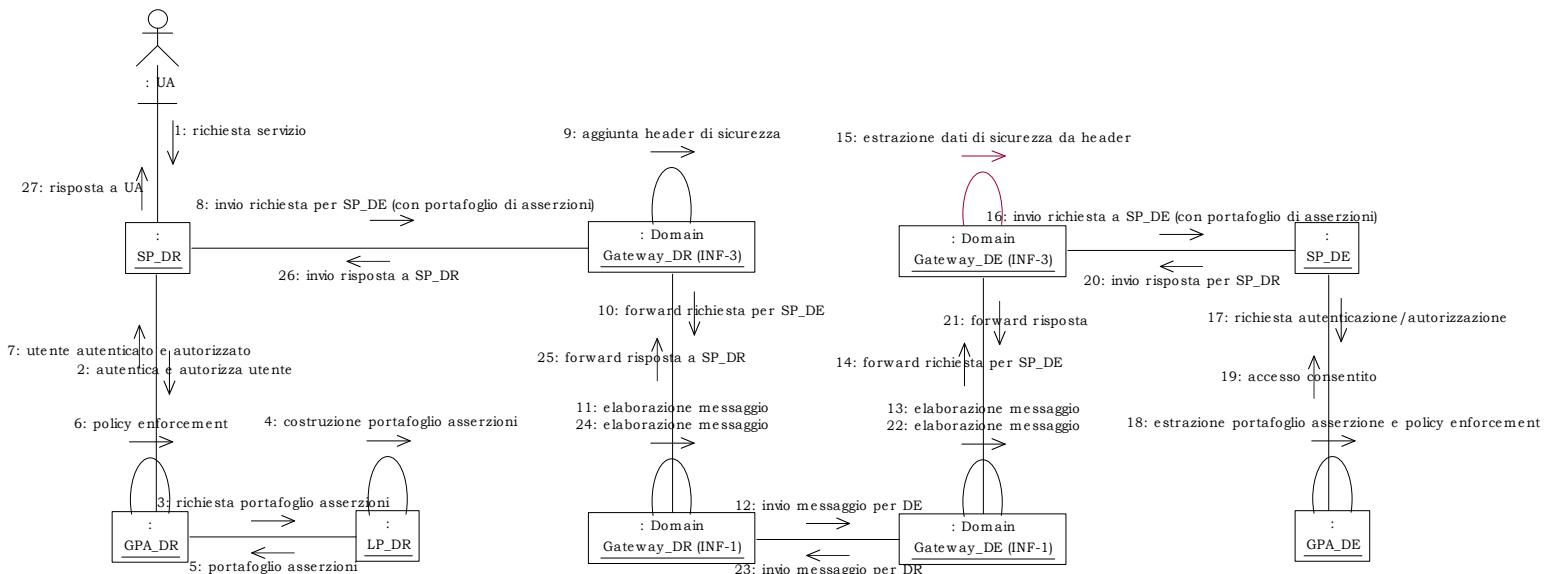 : UA
1: richiesta servizio
9: aggiunta header di sicurezza
15: estrazione dati di sicurezza da header
27: risposta a UA
8: invio richiesta per SP_DE (con portafoglio di asserzioni)
16: invio richiesta a SP_DE (con portafoglio di asserzioni)
:
SP_DR
: Domain
Gateway_DR (INF-3)
: Domain
Gateway_DE (INF-3)
:
SP_DE
26: invio risposta a SP_DR
20: invio risposta per SP_DR
10: forward richiesta per SP_DE
21: forward risposta
17: richiesta autenticazione/autorizzazione
7: utente autenticato e autorizzato
25: forward risposta a SP_DR
14: forward richiesta per SP_DE
2: autentica e autorizza utente
19: accesso consentito
11: elaborazione messaggio
13: elaborazione messaggio
6: policy enforcement
4: costruzione portafoglio asserzioni
24: elaborazione messaggio
22: elaborazione messaggio
18: estrazione portafoglio asserzione e policy enforcement
3: richiesta portafoglio asserzioni
12: invio messaggio per DE
:
GPA_DR
:
LP_DR
: Domain
Gateway_DR (INF-1)
: Domain
Gateway_DE (INF-1)
:
GPA_DE
5: portafoglio asserzioni
23: invio messaggio per DR